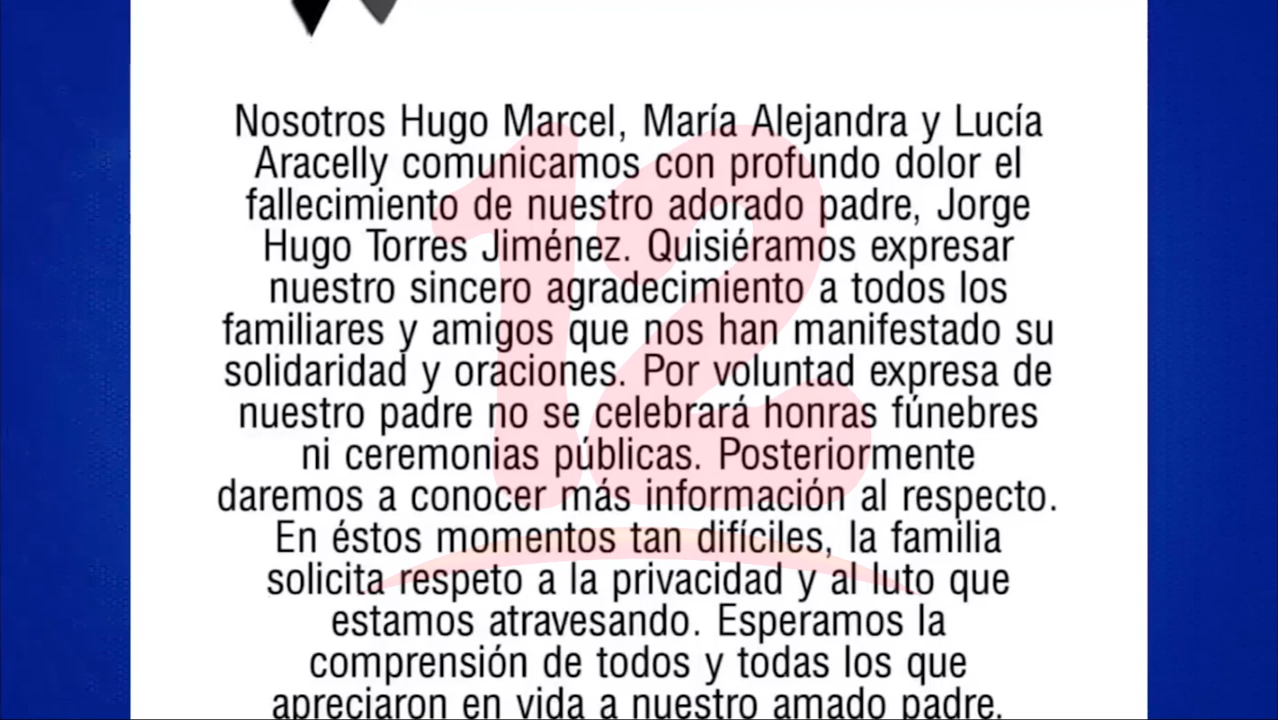 Nosotros Hugo Marcel, María Alejandra y Lucía
Aracelly comunicamos con profundo dolor el
fallecimiento de nuestro adorado padre, Jorge
Hugo Torres Jiménez. Quisiéramos expresar
nuestro sincero agradecimiento a todos los
familiares y amigos que nos han manifestado su
solidaridad y oraciones. Por voluntad expresa de
nuestro padre no se celebrará honras fúnebres
ni ceremonias públicas. Posteriormente
daremos a conocer más información al respecto.
En éstos momentos tan difíciles, la familia
solicita respeto a la privacidad y al luto que
estamos atravesando. Esperamos la
comprensión de todos y todas los que
apreciaron en vida a nuestro amado padre.
12